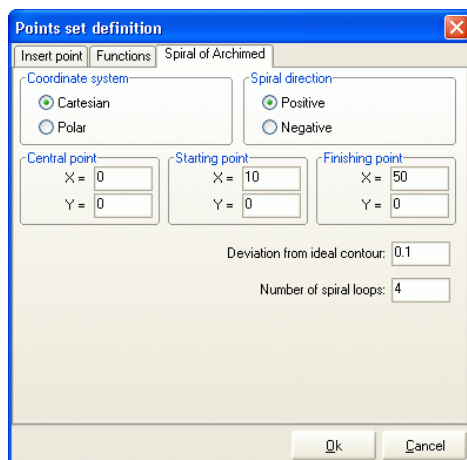 Points set definition
Insert point Functions Spiral of Archimed
Coordinate system Spiral direction
Cartesian Positive
Polar Negative
Central point Starting point Finishing point
X = 0 X = 10 X = 50
Y = 0 Y = 0 Y = 0
Deviation from ideal contour: 0.1
Number of spiral loops: 4
Ok Cancel